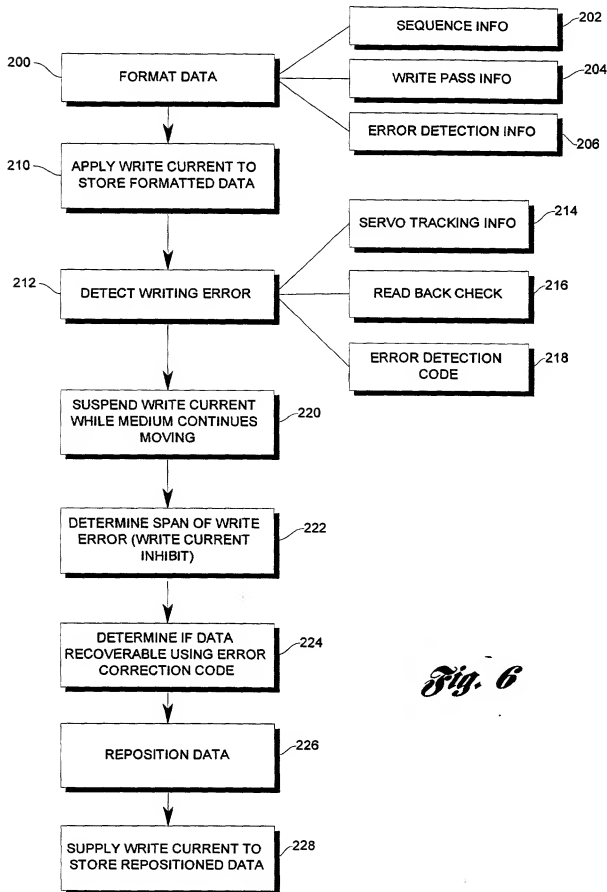 SEQUENCE INFO
202
200
FORMAT DATA
WRITE PASS INFO
204
ERROR DETECTION INFO
206
210
APPLY WRITE CURRENT TO
STORE FORMATTED DATA
SERVO TRACKING INFO
214
212
DETECT WRITING ERROR
READ BACK CHECK
216
ERROR DETECTION
CODE
218
SUSPEND WRITE CURRENT
WHILE MEDIUM CONTINUES
MOVING
220
DETERMINE SPAN OF WRITE
ERROR (WRITE CURRENT
INHIBIT)
222
DETERMINE IF DATA
RECOVERABLE USING ERROR
CORRECTION CODE
224
Fig. 6
REPOSITION DATA
226
SUPPLY WRITE CURRENT TO
STORE REPOSITIONED DATA
228